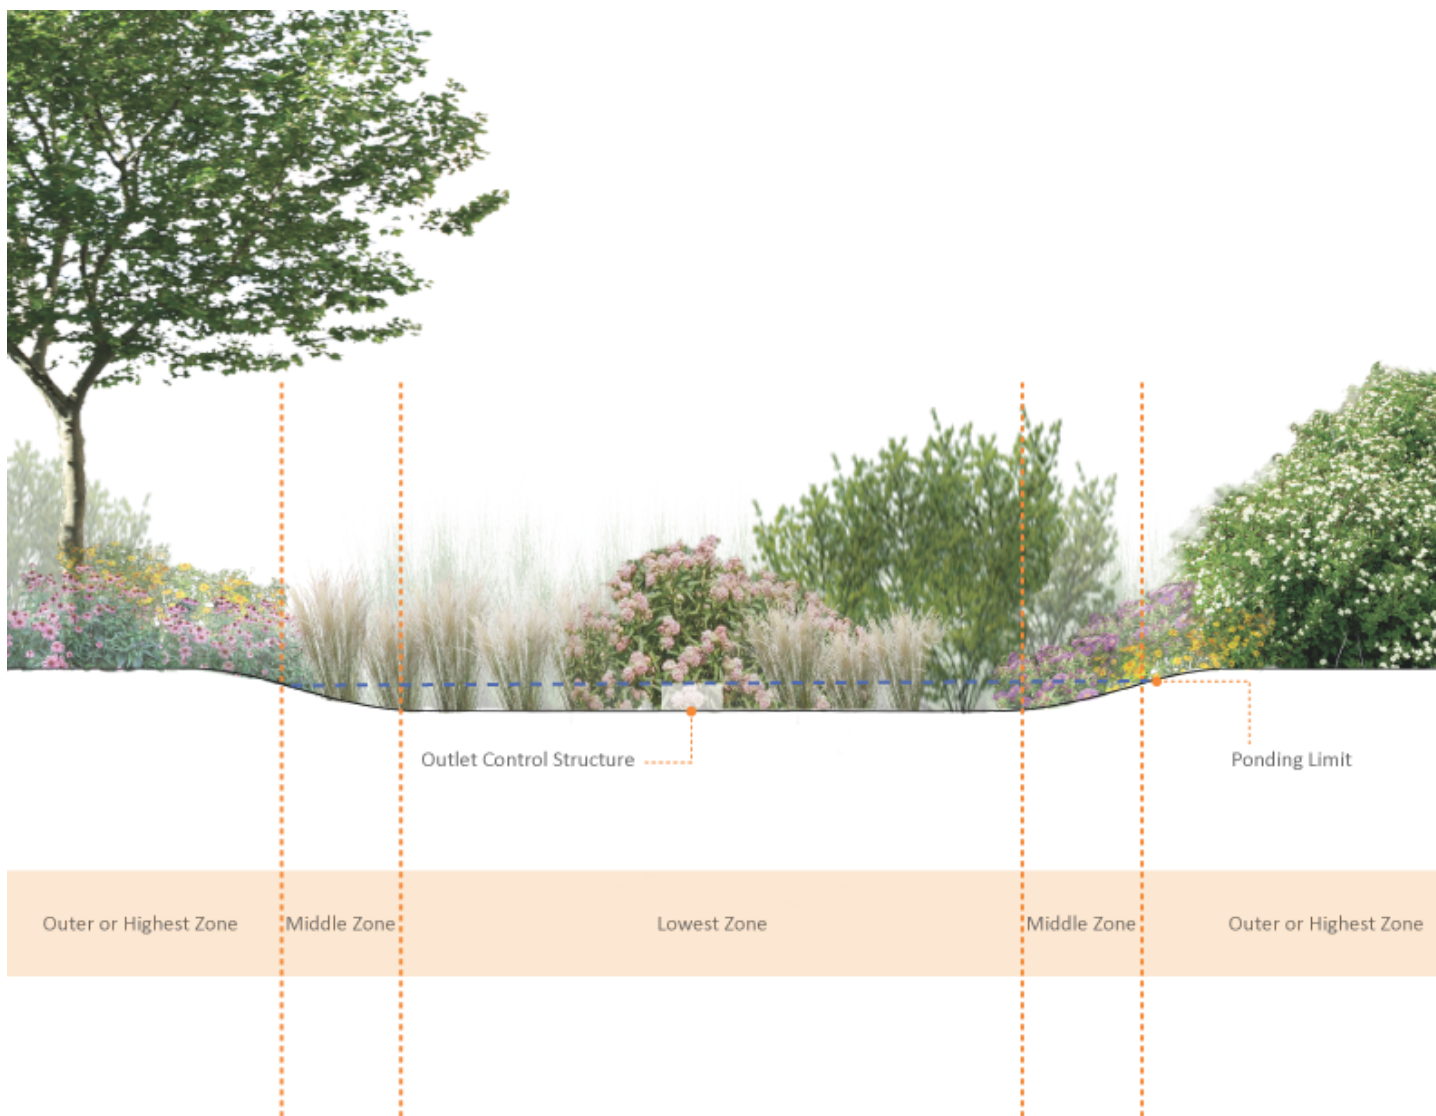 Outlet Control Structure
Ponding Limit
Outer or Highest Zone
Middle Zone
Lowest Zone
Middle Zone
Outer or Highest Zone